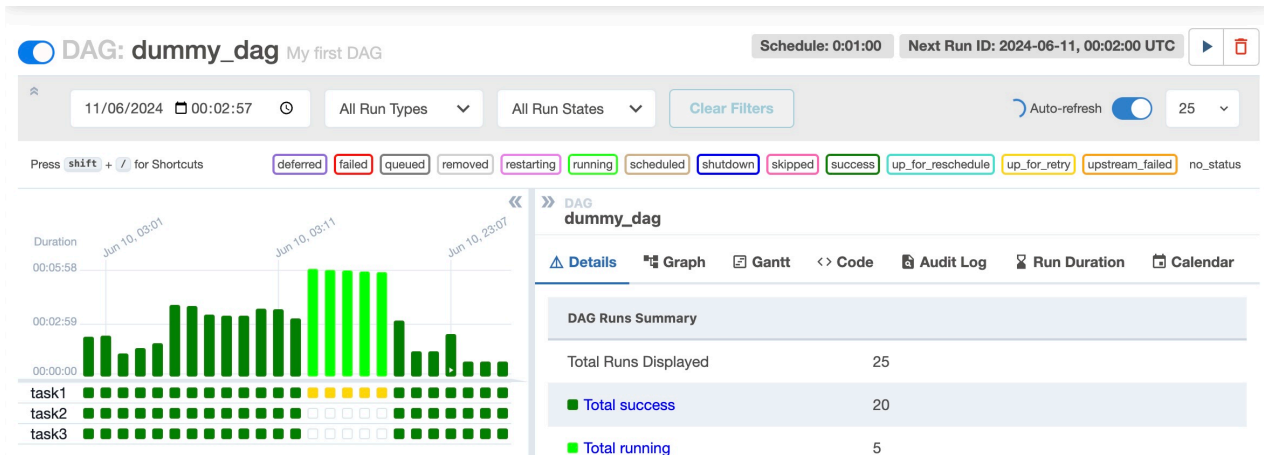 DAG: dummy_dag My first DAG
Schedule: 0:01:00 Next Run ID: 2024-06-11, 00:02:00 UTC
11/06/2024 00:02:57 All Run Types All Run States Clear Filters Auto-refresh 25
Press shift + / for Shortcuts deferred failed queued removed restarting running scheduled shutdown skipped success up_for_reschedule up_for_retry upstream_failed no_status
Duration
Jun 10, 03:01 Jun 10, 03:11 Jun 10, 23:07
00:05:58
00:02:59
00:00:00
task1
task2
task3
DAG
dummy_dag
Details Graph Gantt <> Code Audit Log Run Duration Calendar
DAG Runs Summary
Total Runs Displayed 25
Total success 20
Total running 5